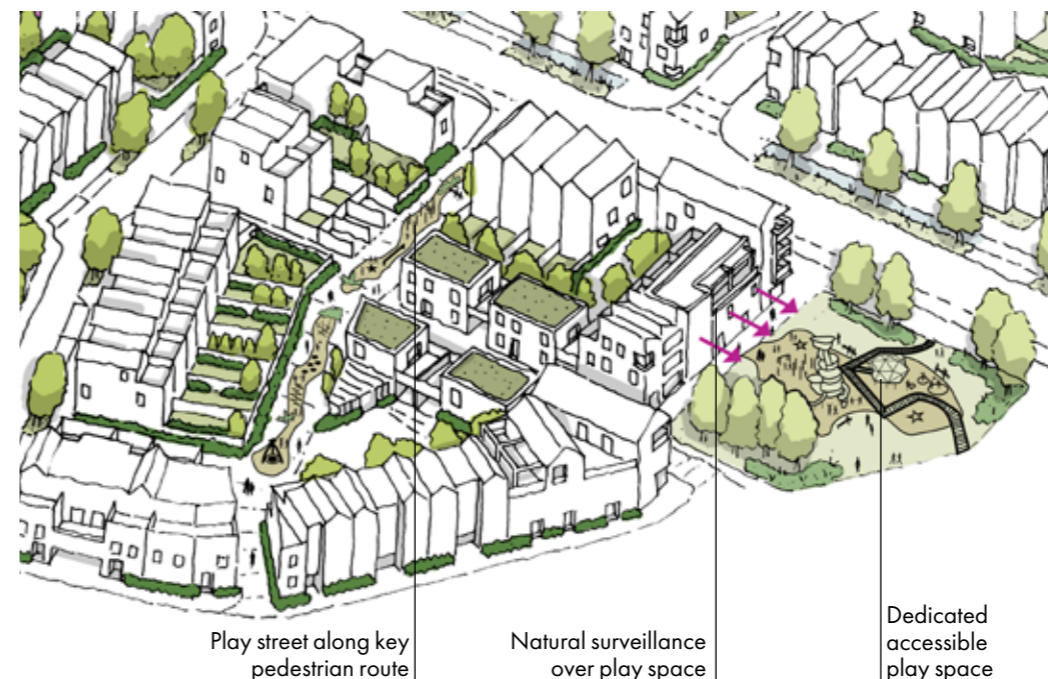 Play street along key
pedestrian route
Natural surveillance
over play space
Dedicated
accessible
play space